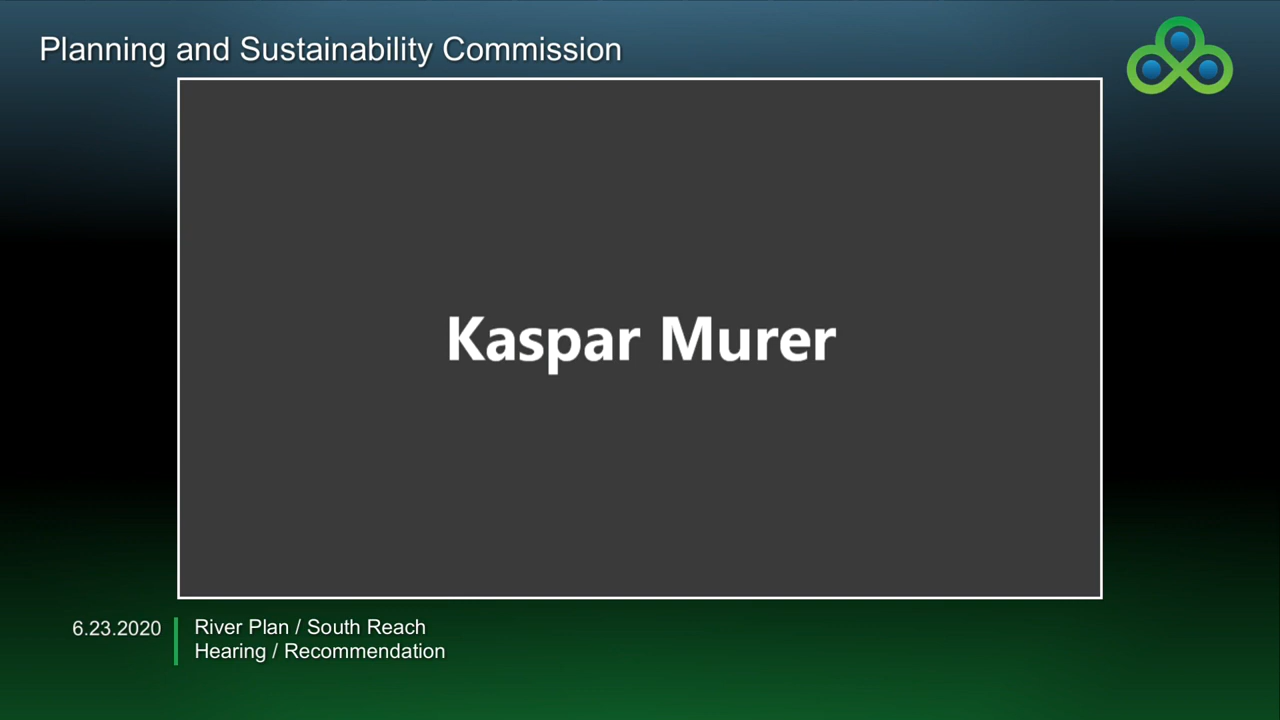 Planning and Sustainability Commission
Kaspar Murer
6.23.2020
River Plan / South Reach
Hearing / Recommendation